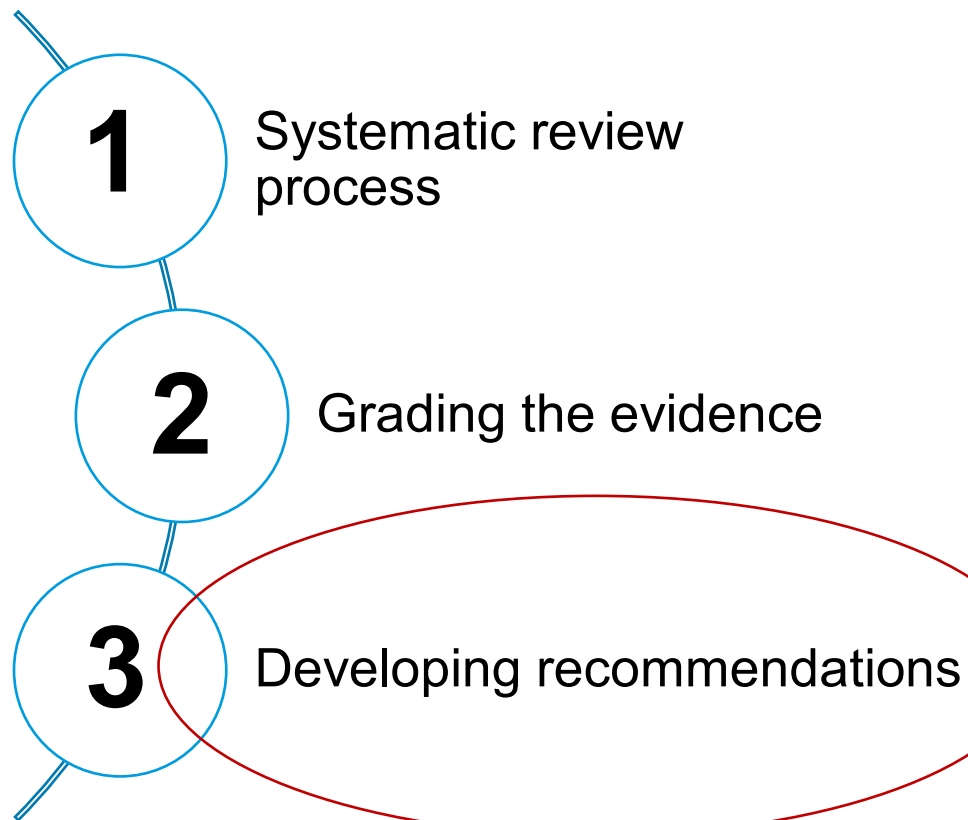 1
Systematic review
process
2
Grading the evidence
3
Developing recommendations